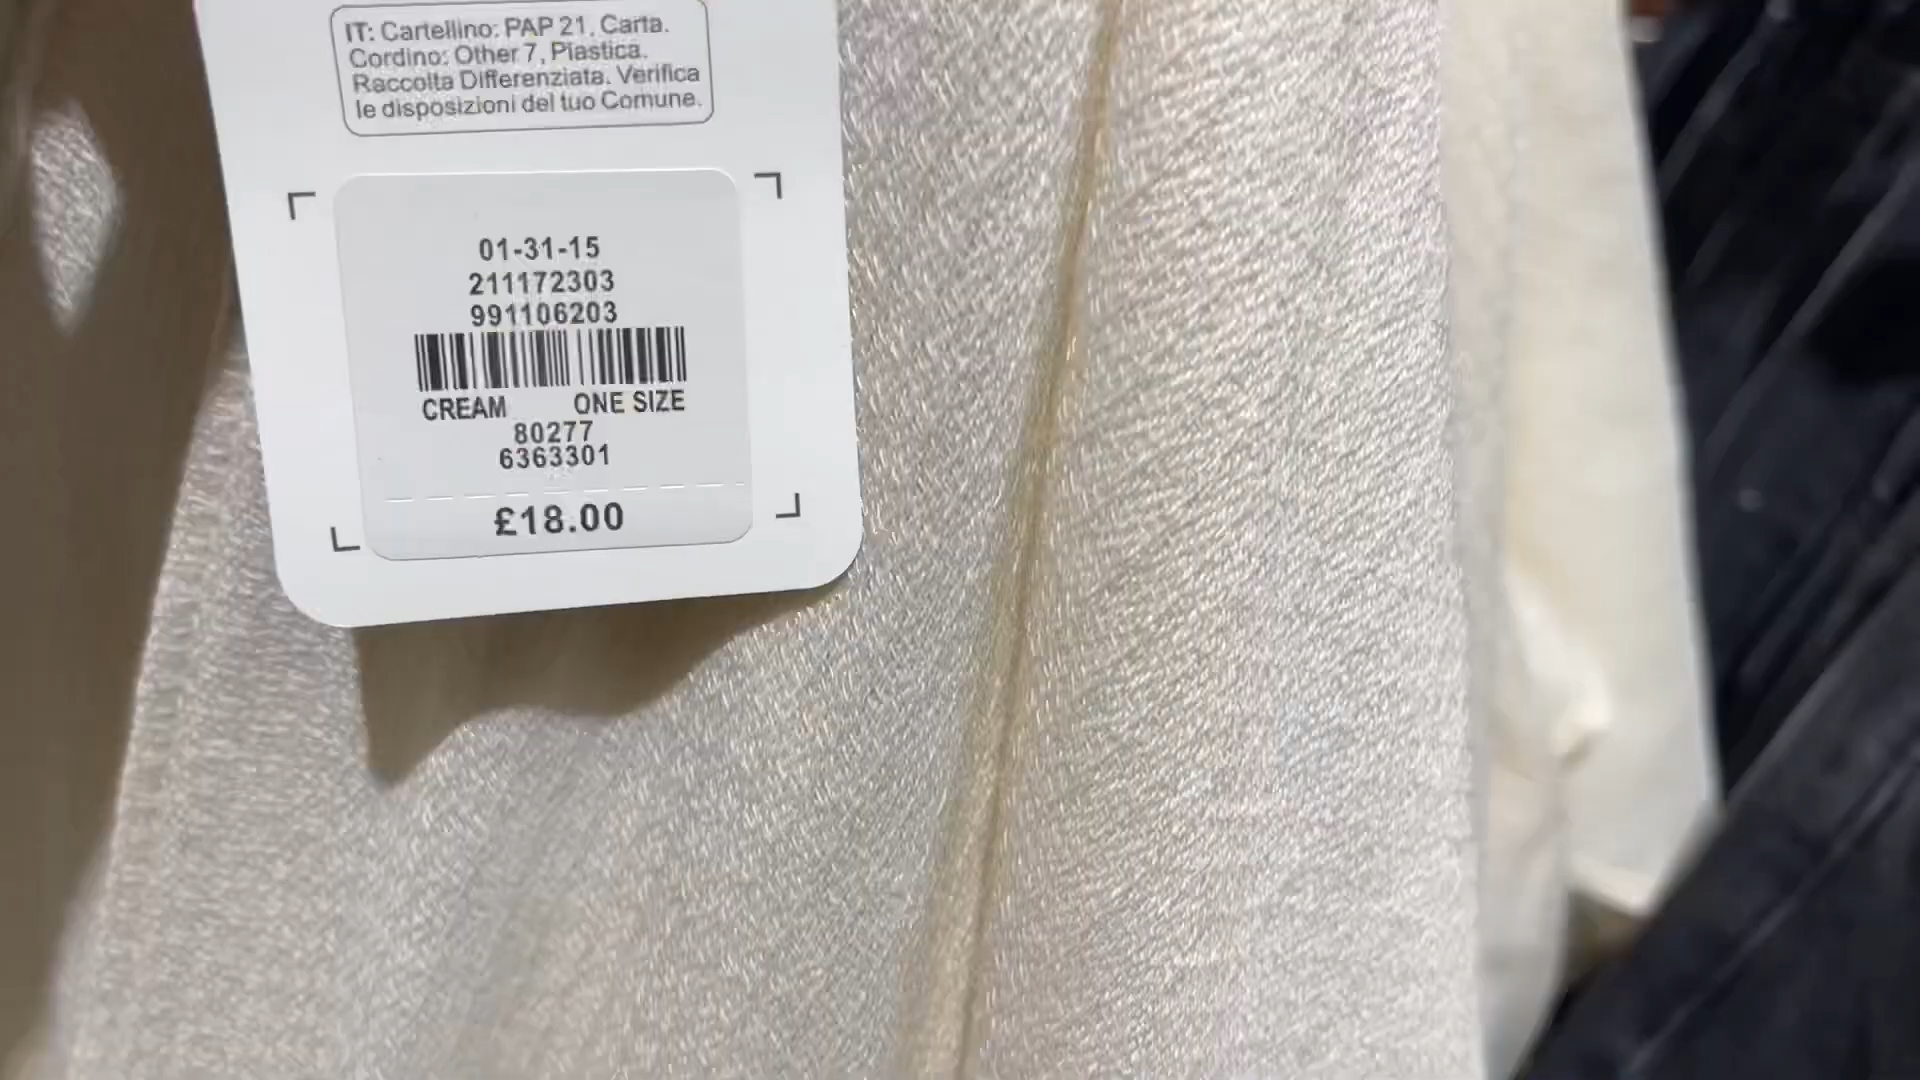 IT: Cartellino: PAP 21, Carta.
Cordino: Other 7, Plastica.
Raccolta Differenziata. Verifica
le disposizioni del tuo Comune.
01-31-15
211172303
991106203
CREAM ONE SIZE
80277
6363301
£18.00